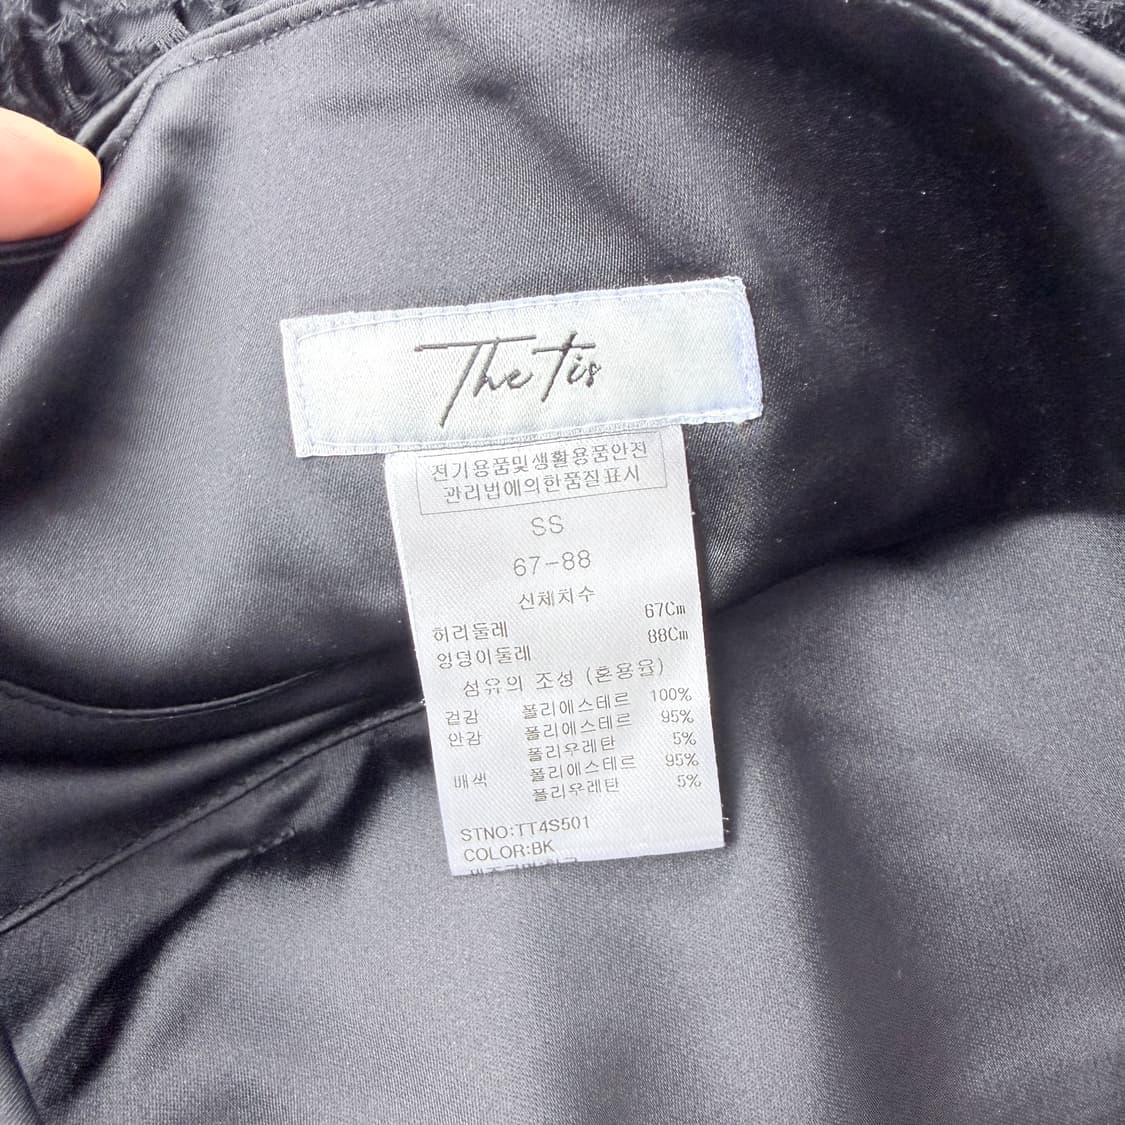 The tis
전기용품및생활용품안전
관리법에의한품질표시
SS
67-88
신체치수
허리둘레 67Cm
엉덩이둘레 88Cm
섬유의 조성 (혼용율)
겉감 폴리에스테르 100%
안감 폴리에스테르 95%
폴리우레탄 5%
배색 폴리에스테르 95%
폴리우레탄 5%
STNO:TT4S501
COLOR:BK